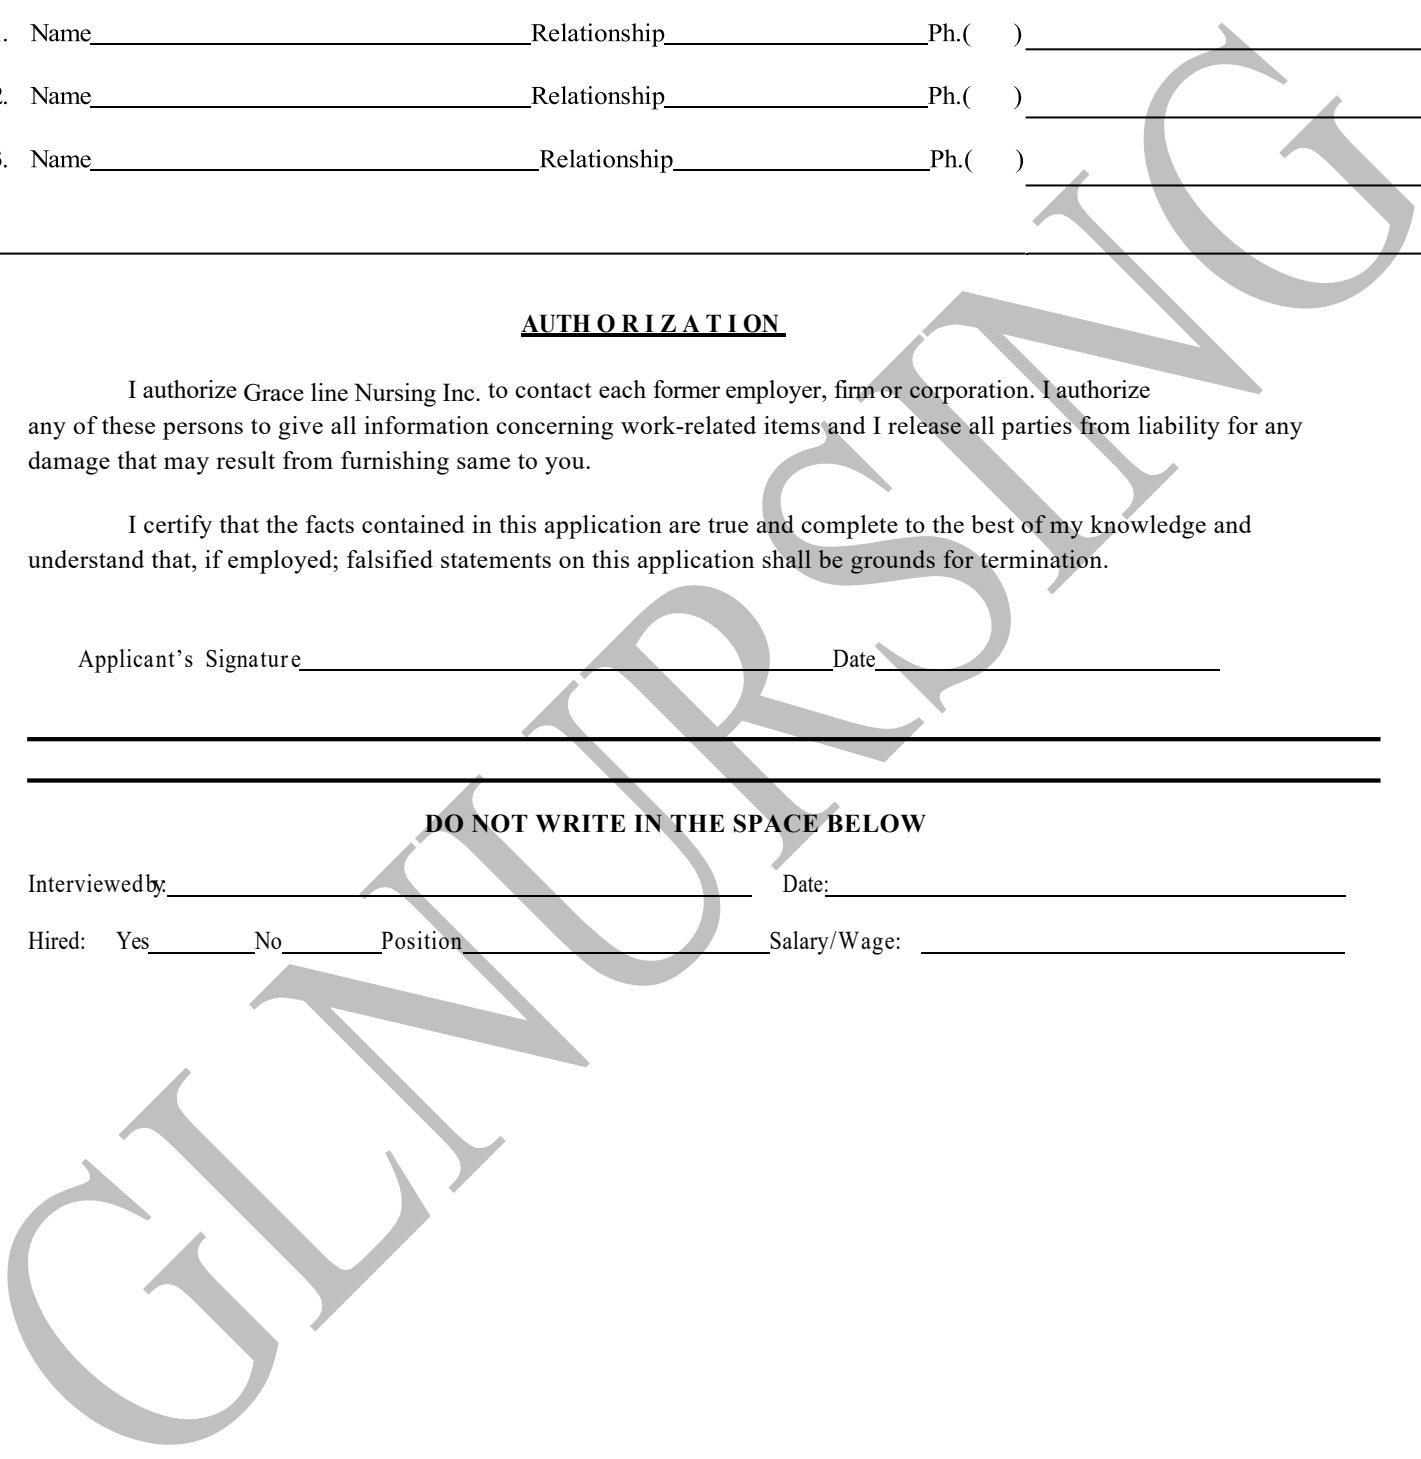 1. Name Relationship Ph.( )
2. Name Relationship Ph.( )
3. Name Relationship Ph.( )
AUTHORIZATION
I authorize Grace line Nursing Inc. to contact each former employer, firm or corporation. I authorize
any of these persons to give all information concerning work-related items and I release all parties from liability for any
damage that may result from furnishing same to you.
I certify that the facts contained in this application are true and complete to the best of my knowledge and
understand that, if employed; falsified statements on this application shall be grounds for termination.
Applicant’s Signature Date
DO NOT WRITE IN THE SPACE BELOW
Interviewed by: Date:
Hired: Yes No Position Salary/Wage:
GLNURSING